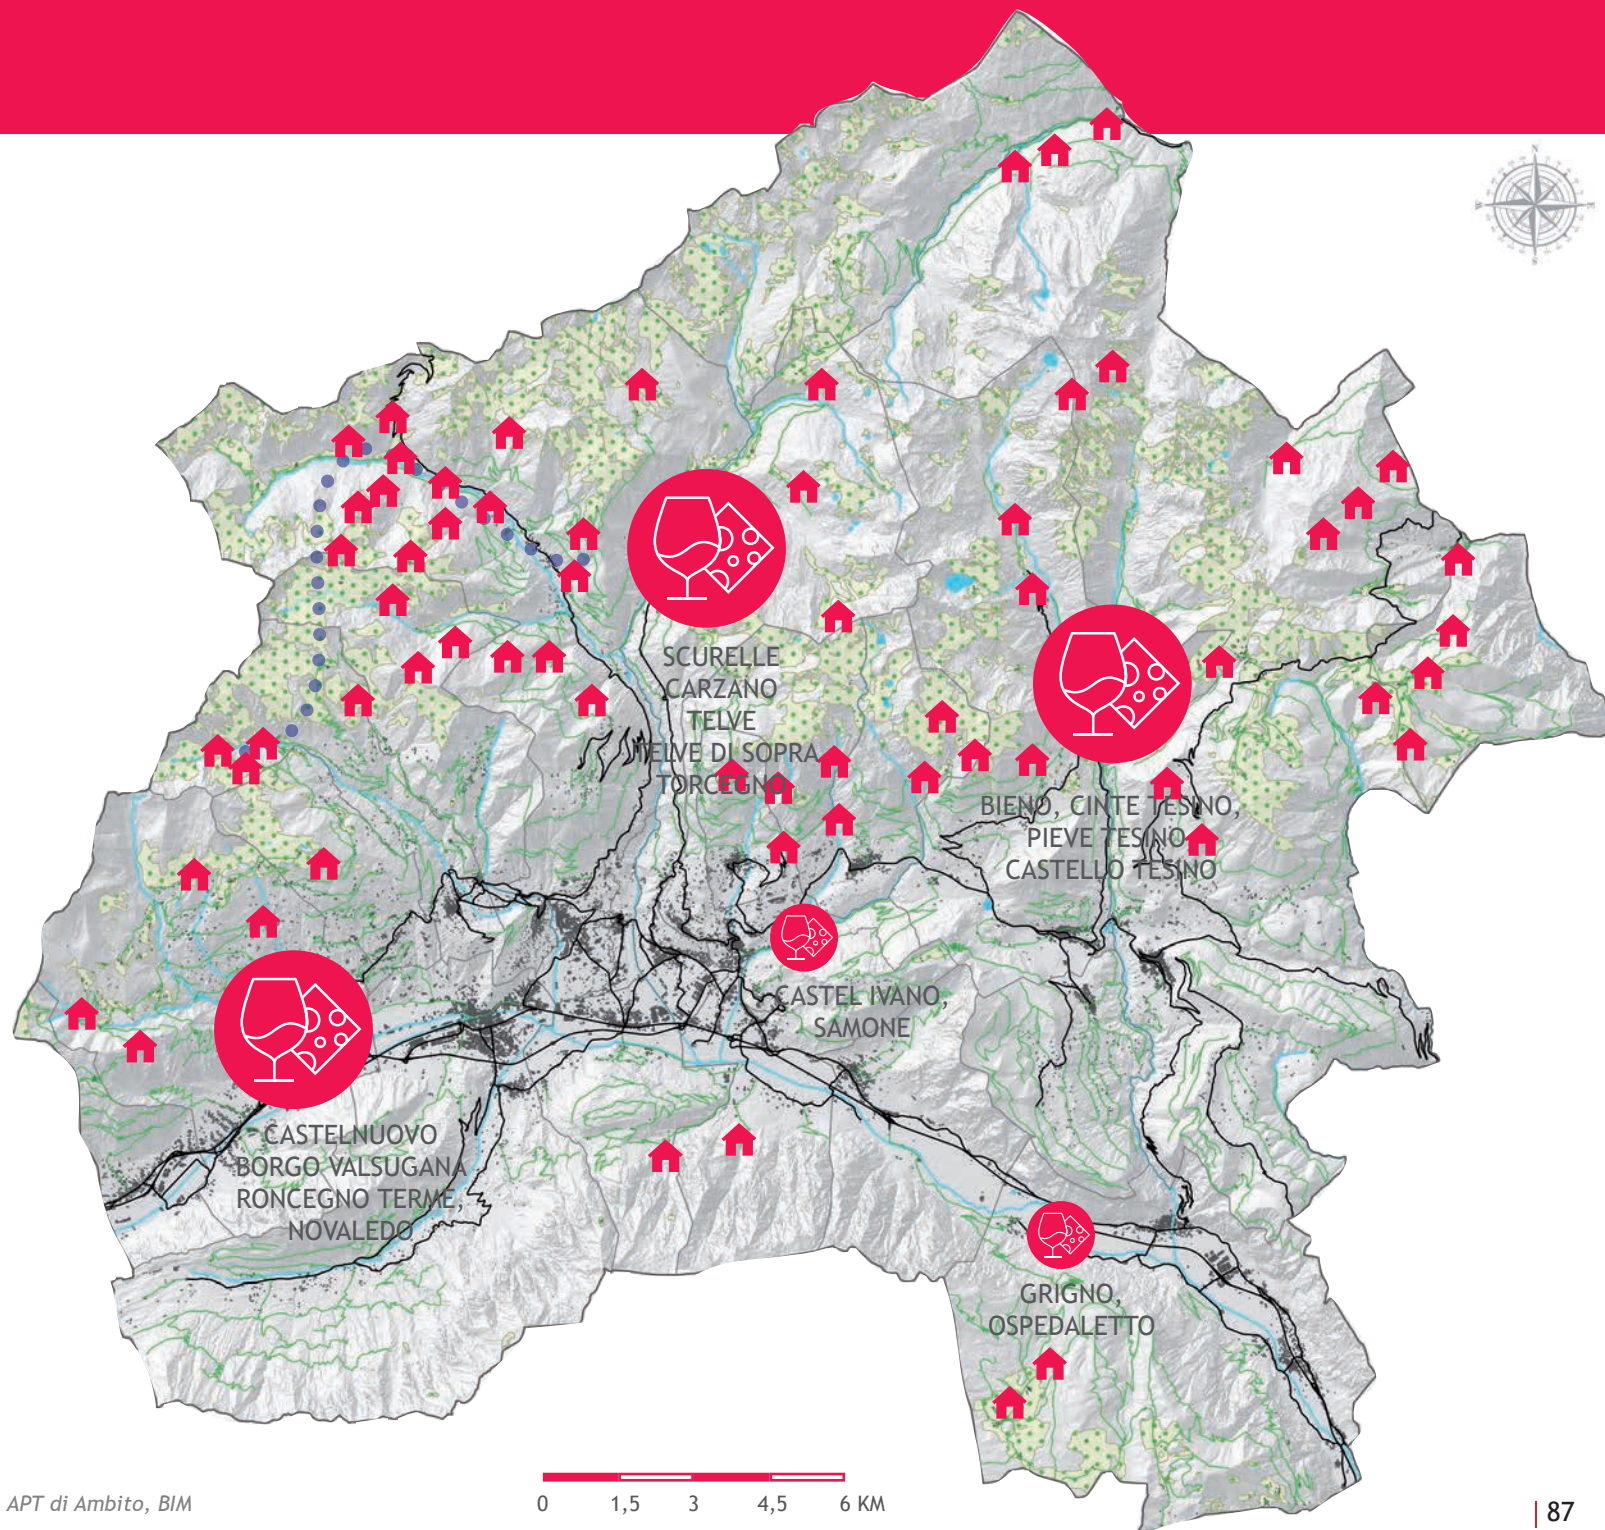 N
W
E
S
SCURELLE
CARZANO
TELVE
TELVE DI SOPRA
TORCEGNO
BIENO, CINTE TESINO,
PIEVE TESINO
CASTELLO TESINO
CASTEL IVANO,
SAMONE
CASTELNUOVO
BORGO VALSUGANA
RONCEGNO TERME,
NOVALEDO
GRIGNO,
OSPEDALETTO
APT di Ambito, BIM
0 1,5 3 4,5 6 KM
87